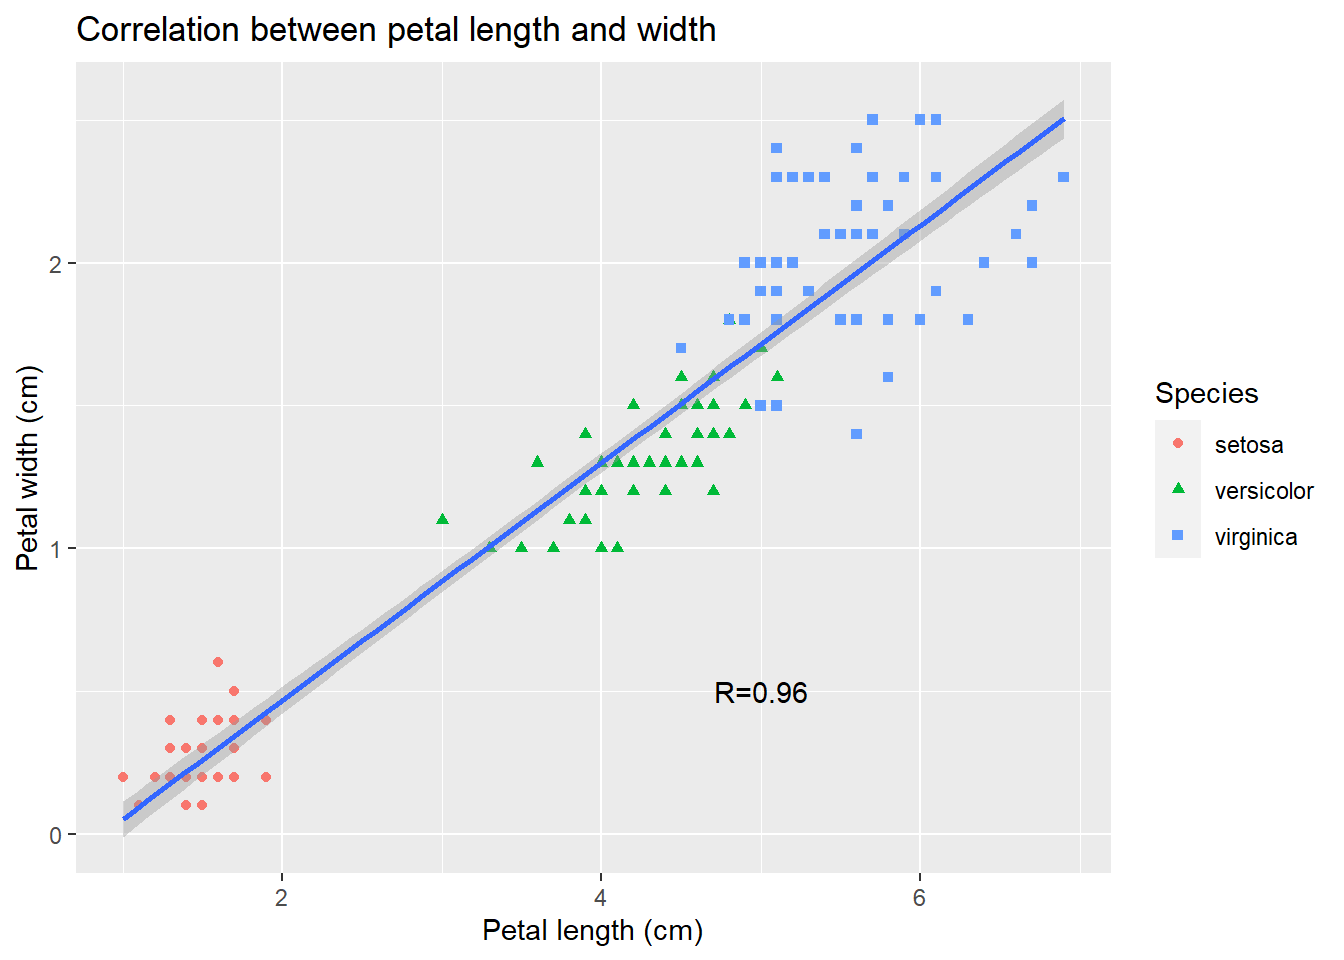 Correlation between petal length and width
Petal width (cm)
2
1
0
R=0.96
2 4 6
Petal length (cm)
Species
setosa
versicolor
virginica